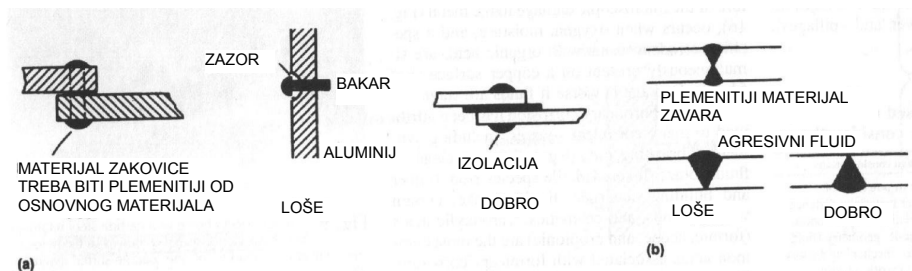 (a)
ZAZOR
BAKAR
ALUMINIJ
MATERIJAL ZAKOVICE
TREBA BITI PLEMENITIJI OD
OSNOVNOG MATERIJALA
LOŠE
IZOLACIJA
DOBRO
(a)
PLEMENITIJI MATERIJAL
ZAVARA
AGRESIVNI FLUID
(b)
LOŠE
DOBRO